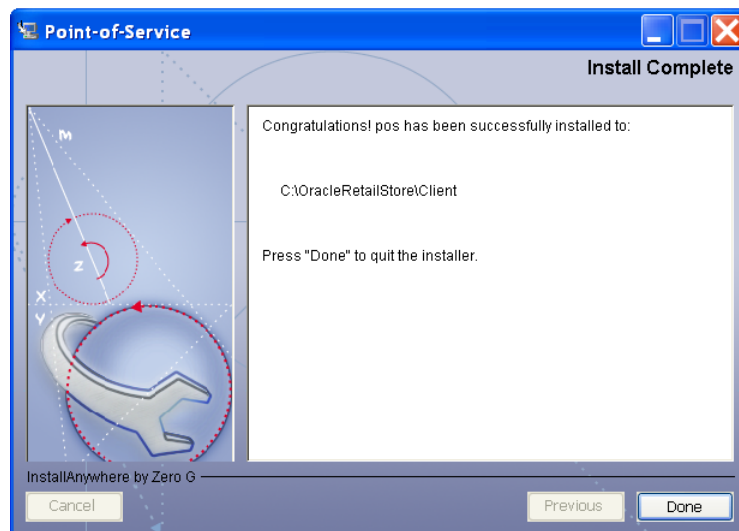 Point-of-Service
Install Complete
M
Z
X
Y
Congratulations! pos has been successfully installed to:
C:\OracleRetailStore\Client
Press "Done" to quit the installer.
InstallAnywhere by Zero G
Cancel
Previous
Done